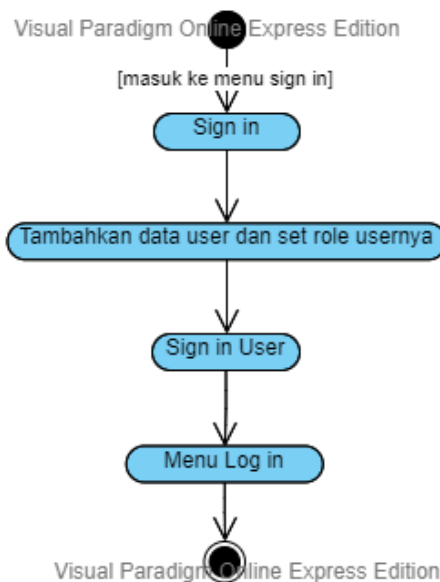 Visual Paradigm Online Express Edition
[masuk ke menu sign in]
Sign in
Tambahkan data user dan set role usernya
Sign in User
Menu Log in
Visual Paradigm Online Express Edition